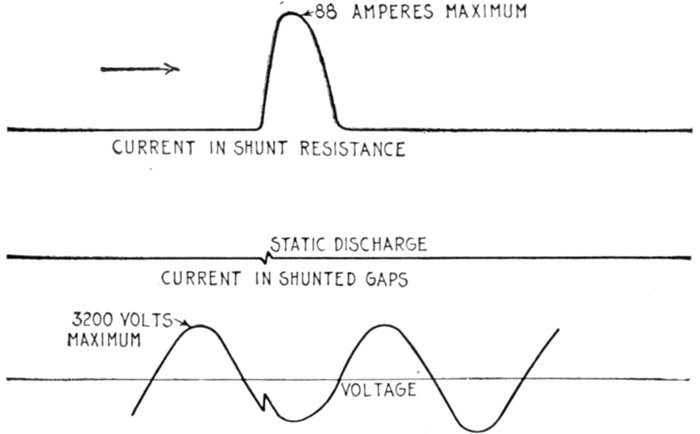 88 AMPERES MAXIMUM
CURRENT IN SHUNT RESISTANCE
STATIC DISCHARGE
CURRENT IN SHUNTED GAPS
3200 VOLTS
MAXIMUM
VOLTAGE